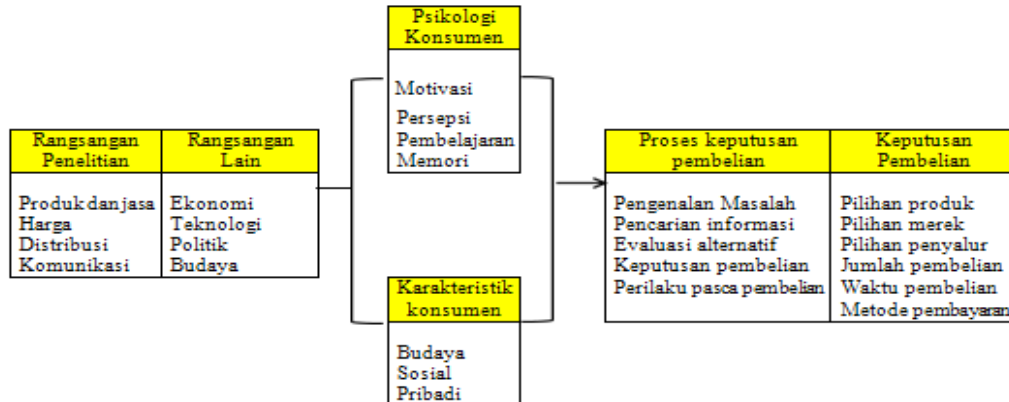 Psikologi
Konsumen
Motivasi
Persepsi
Pembelajaran
Memori
Rangsangan
Penelitian
Produk dan jasa
Harga
Distribusi
Komunikasi
Rangsangan
Lain
Ekonomi
Teknologi
Politik
Budaya
Karakteristik
konsumen
Budaya
Sosial
Pribadi
Proses keputusan
pembelian
Pengenalan Masalah
Pencarian informasi
Evaluasi alternatif
Keputusan pembelian
Perilaku pasca pembelian
Keputusan
Pembelian
Pilihan produk
Pilihan merek
Pilihan penyalur
Jumlah pembelian
Waktu pembelian
Metode pembayaran